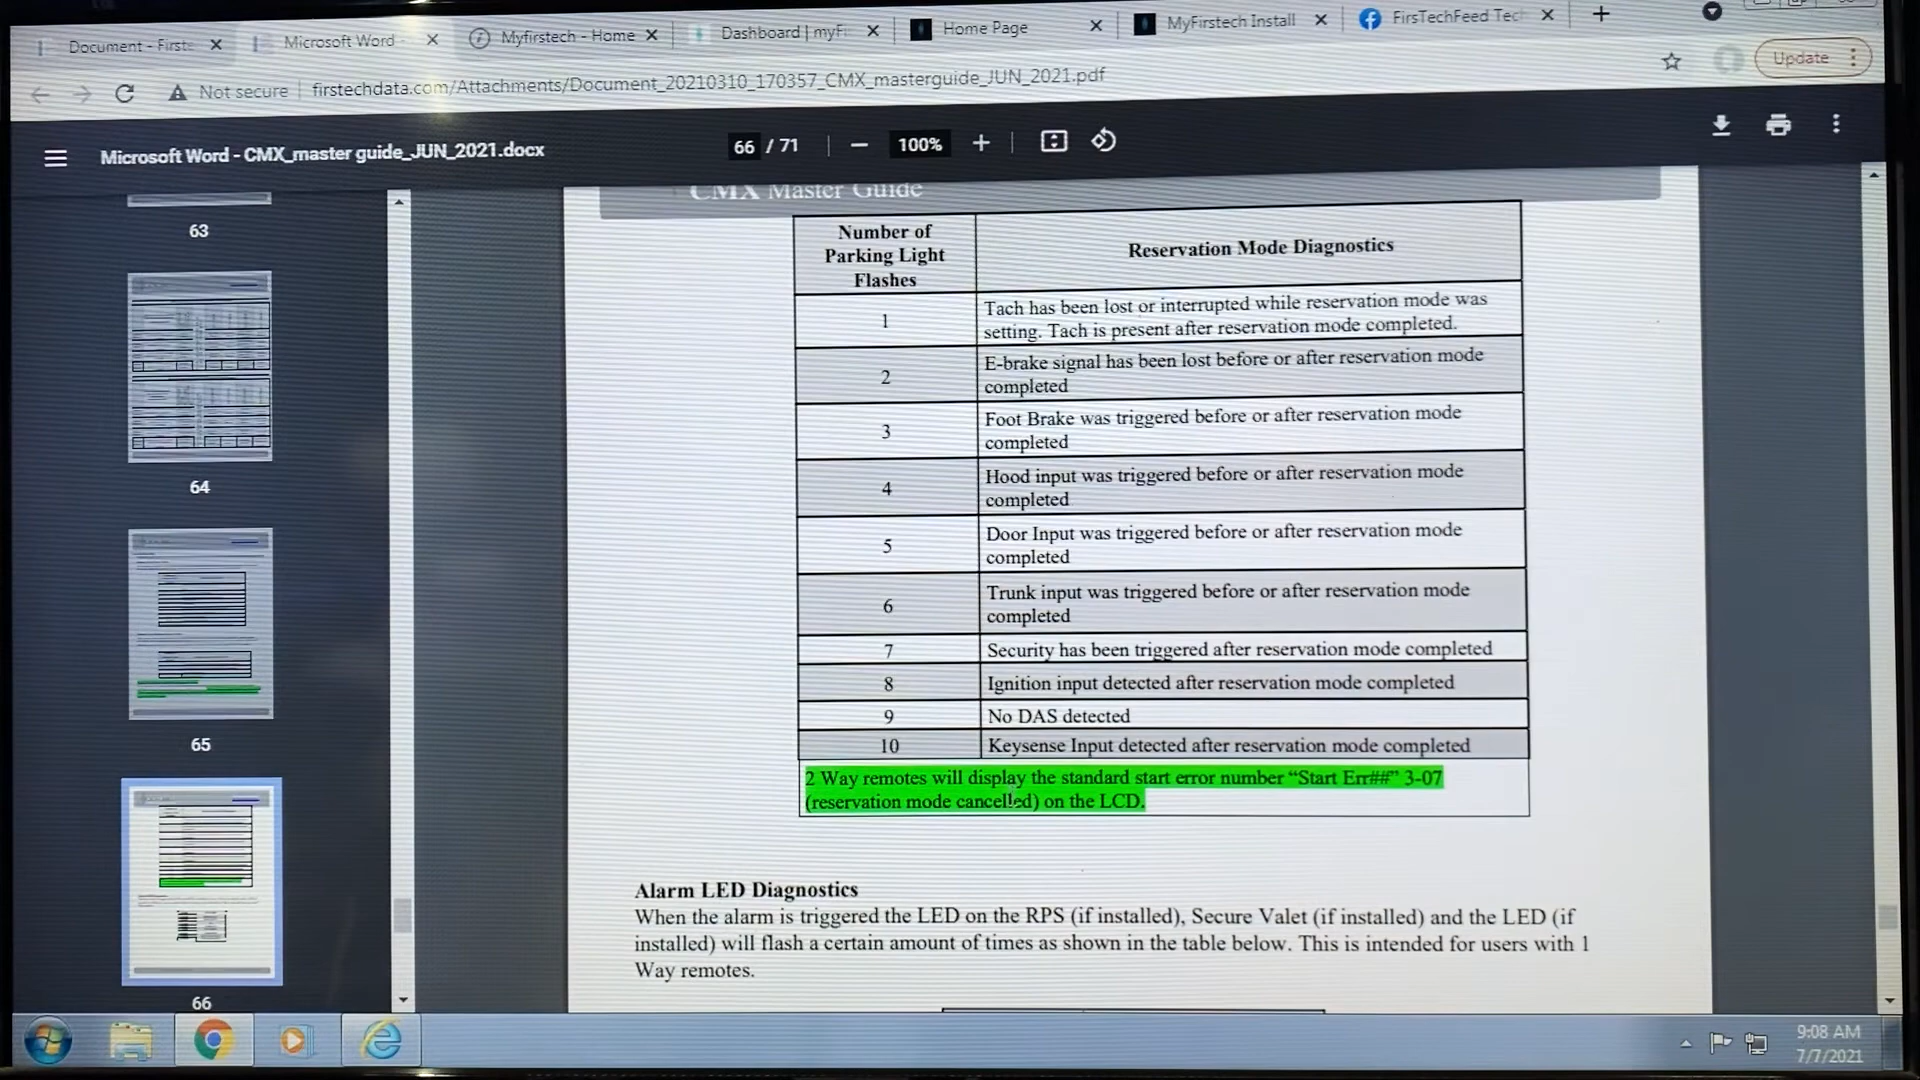 Document - Firste
Microsoft Word -
Myfirstech - Home
Dashboard | myFi
Home Page
MyFirstech Install
FirsTechFeed Tec
Not secure
firstechdata.com/Attachments/Document_20210310_170357_CMX_masterguide_JUN_2021.pdf
Update
Microsoft Word - CMX_master guide_JUN_2021.docx
66 / 71
100%
CMX Master Guide
63
64
65
66
Number of
Parking Light
Flashes
Reservation Mode Diagnostics
1
Tach has been lost or interrupted while reservation mode was
setting. Tach is present after reservation mode completed.
2
E-brake signal has been lost before or after reservation mode
completed
3
Foot Brake was triggered before or after reservation mode
completed
4
Hood input was triggered before or after reservation mode
completed
5
Door Input was triggered before or after reservation mode
completed
6
Trunk input was triggered before or after reservation mode
completed
7
Security has been triggered after reservation mode completed
8
Ignition input detected after reservation mode completed
9
No DAS detected
10
Keysense Input detected after reservation mode completed
2 Way remotes will display the standard start error number “Start Err##” 3-07
(reservation mode cancelled) on the LCD.
Alarm LED Diagnostics
When the alarm is triggered the LED on the RPS (if installed), Secure Valet (if installed) and the LED (if
installed) will flash a certain amount of times as shown in the table below. This is intended for users with 1
Way remotes.
9:08 AM
7/7/2021